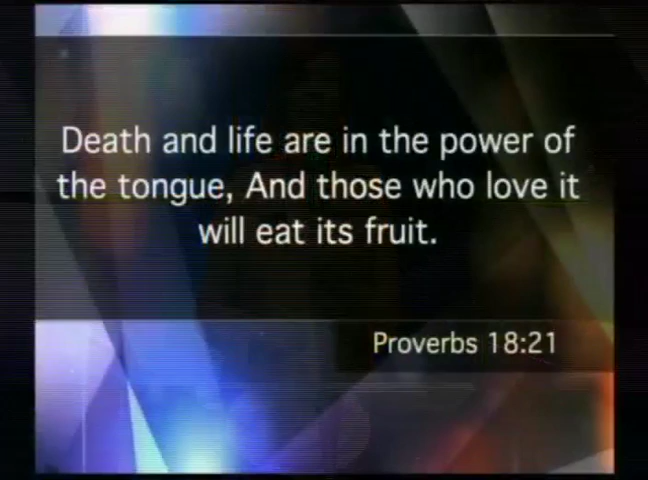 Death and life are in the power of
the tongue, And those who love it
will eat its fruit.
Proverbs 18:21